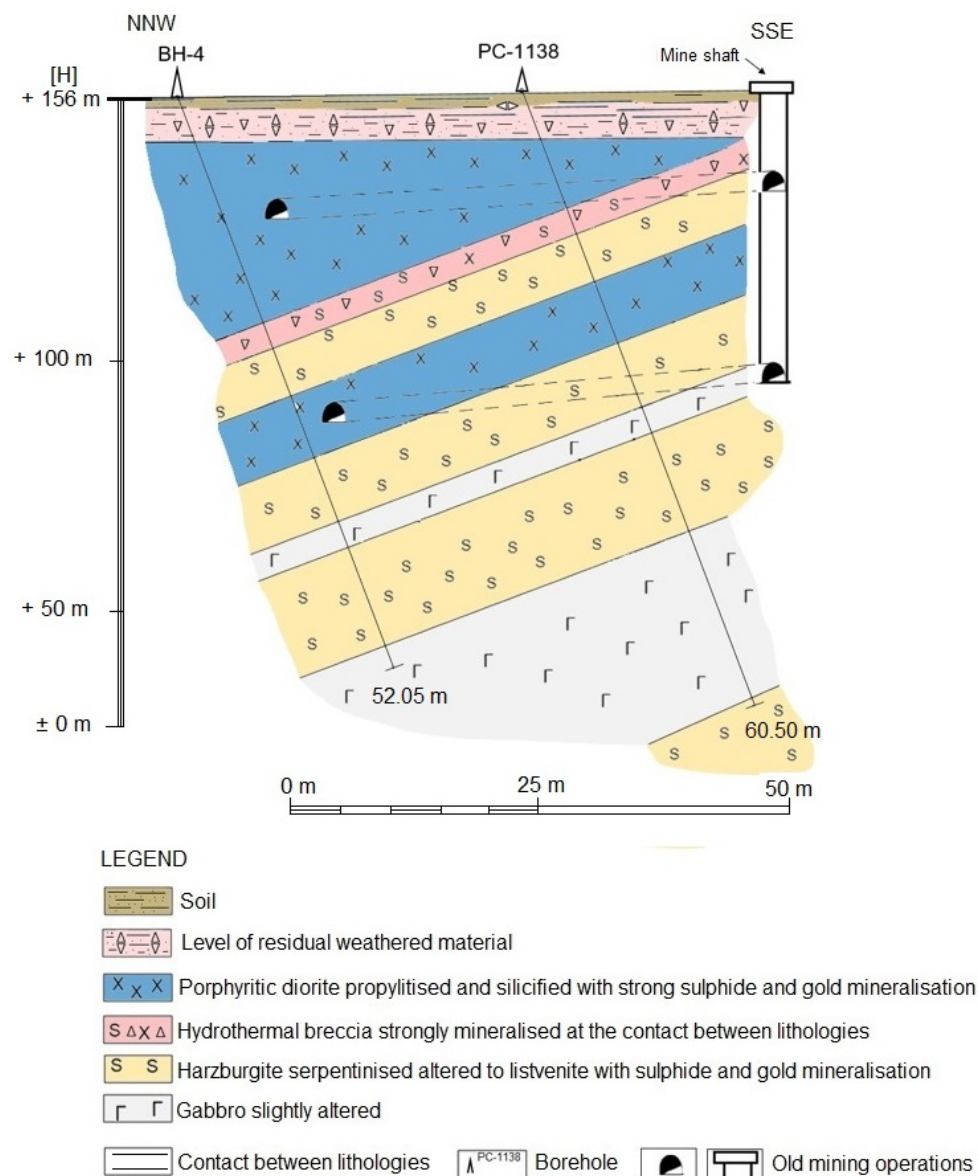 NNW
SSE
BH-4
PC-1138
Mine shaft
[H]
+ 156 m
+ 100 m
+ 50 m
± 0 m
52.05 m
60.50 m
0 m
25 m
50 m
LEGEND
Soil
Level of residual weathered material
Porphyritic diorite propylitised and silicified with strong sulphide and gold mineralisation
Hydrothermal breccia strongly mineralised at the contact between lithologies
Harzburgite serpentinised altered to listvenite with sulphide and gold mineralisation
Gabbro slightly altered
Contact between lithologies
PC-1138
Borehole
Old mining operations